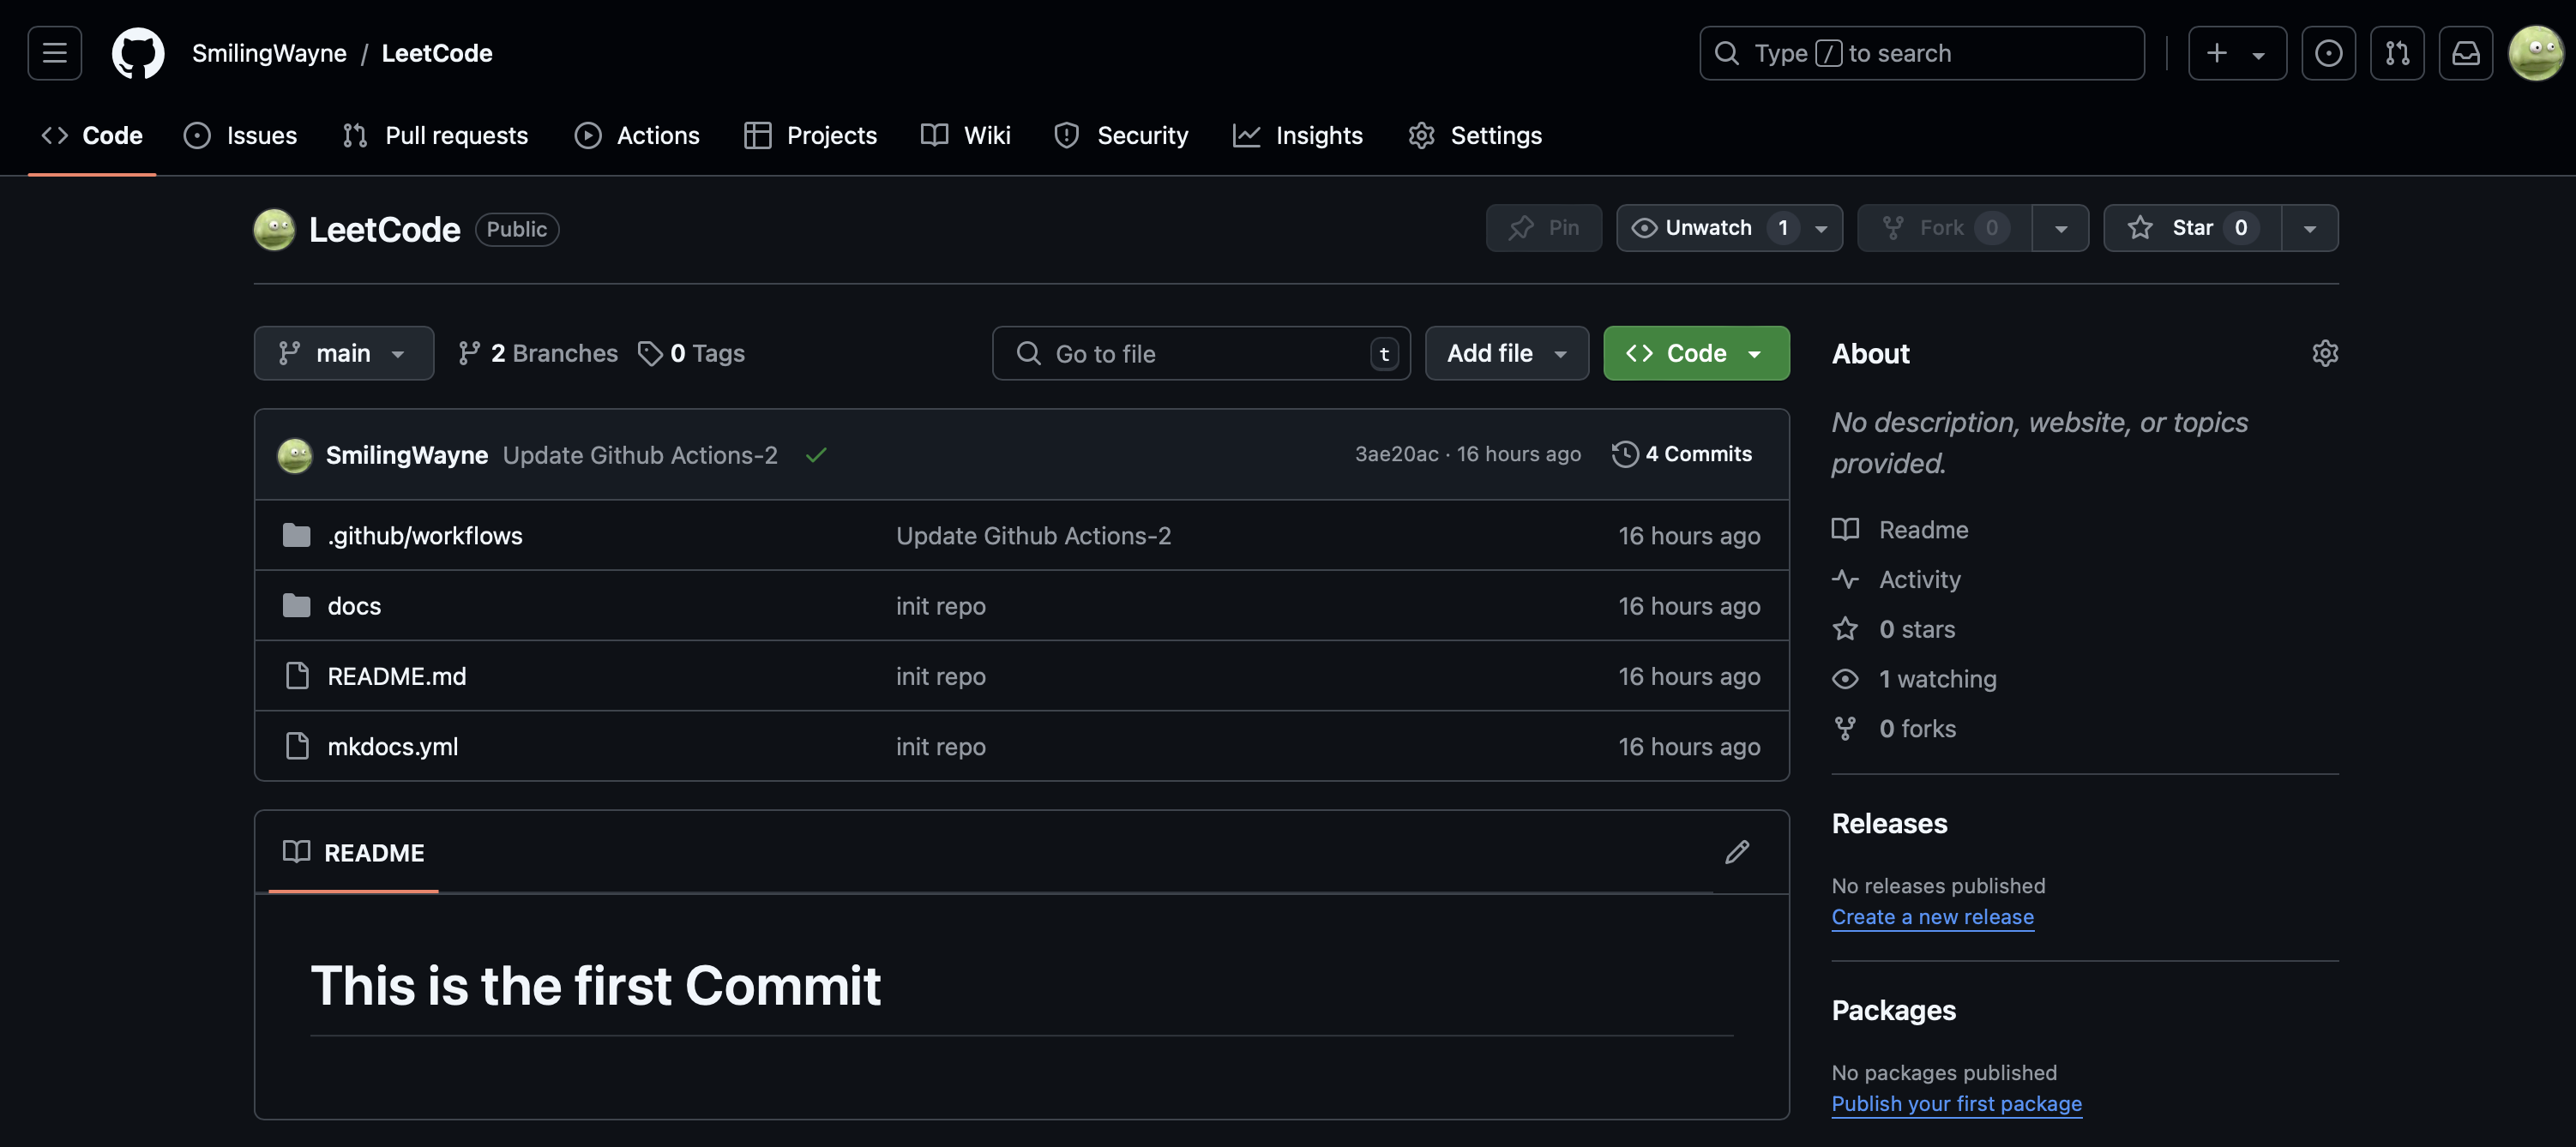 SmilingWayne / LeetCode
Type / to search
Code Issues Pull requests Actions Projects Wiki Security Insights Settings
LeetCode Public
Pin Unwatch 1 Fork 0 Star 0
main 2 Branches 0 Tags
Go to file t Add file Code
SmilingWayne Update Github Actions-2 3ae20ac · 16 hours ago 4 Commits
.github/workflows Update Github Actions-2 16 hours ago
docs init repo 16 hours ago
README.md init repo 16 hours ago
mkdocs.yml init repo 16 hours ago
README
This is the first Commit
About
No description, website, or topics
provided.
Readme
Activity
0 stars
1 watching
0 forks
Releases
No releases published
Create a new release
Packages
No packages published
Publish your first package